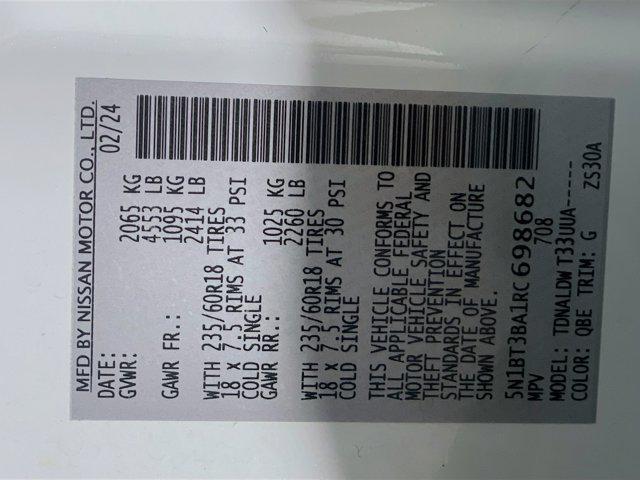 MFD BY NISSAN MOTOR CO., LTD.
DATE: 02/24
GVWR: 2065 KG
4553 LB
GAWR FR.: 1095 KG
2414 LB
WITH 235/60R18 TIRES
18 X 7.5 RIMS AT 33 PSI
COLD SINGLE
GAWR RR.: 1025 KG
2260 LB
WITH 235/60R18 TIRES
18 X 7.5 RIMS AT 30 PSI
COLD SINGLE
THIS VEHICLE CONFORMS TO
ALL APPLICABLE FEDERAL
MOTOR VEHICLE SAFETY AND
THEFT PREVENTION
STANDARDS IN EFFECT ON
THE DATE OF MANUFACTURE
SHOWN ABOVE.
5N1BT3BA1RC698682
MPV 708
MODEL: TDNALDW T33UUA-----
COLOR: QBE TRIM: G ZS30A